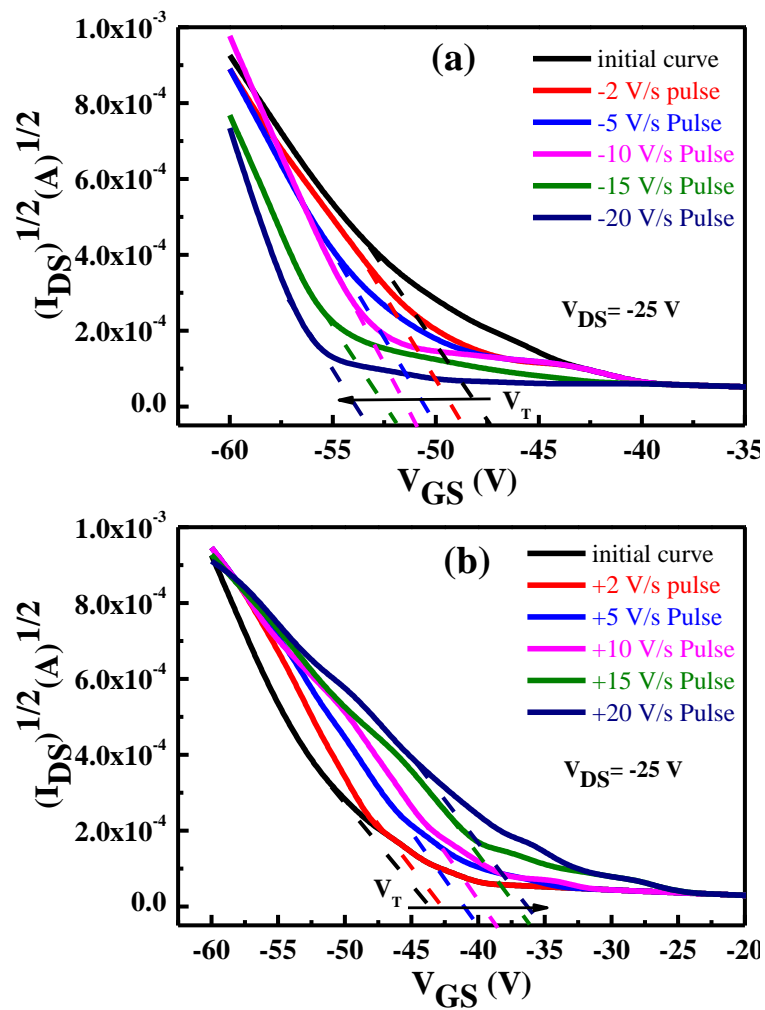 (a)
initial curve
-2 V/s pulse
-5 V/s Pulse
-10 V/s Pulse
-15 V/s Pulse
-20 V/s Pulse
V_DS= -25 V
V_T
1.0x10⁻³
8.0x10⁻⁴
6.0x10⁻⁴
4.0x10⁻⁴
2.0x10⁻⁴
0.0
(I_DS)^1/2(A)^1/2
-60 -55 -50 -45 -40 -35
V_GS (V)
(b)
initial curve
+2 V/s pulse
+5 V/s Pulse
+10 V/s Pulse
+15 V/s Pulse
+20 V/s Pulse
V_DS= -25 V
V_T
1.0x10⁻³
8.0x10⁻⁴
6.0x10⁻⁴
4.0x10⁻⁴
2.0x10⁻⁴
0.0
(I_DS)^1/2(A)^1/2
-60 -55 -50 -45 -40 -35 -30 -25 -20
V_GS (V)